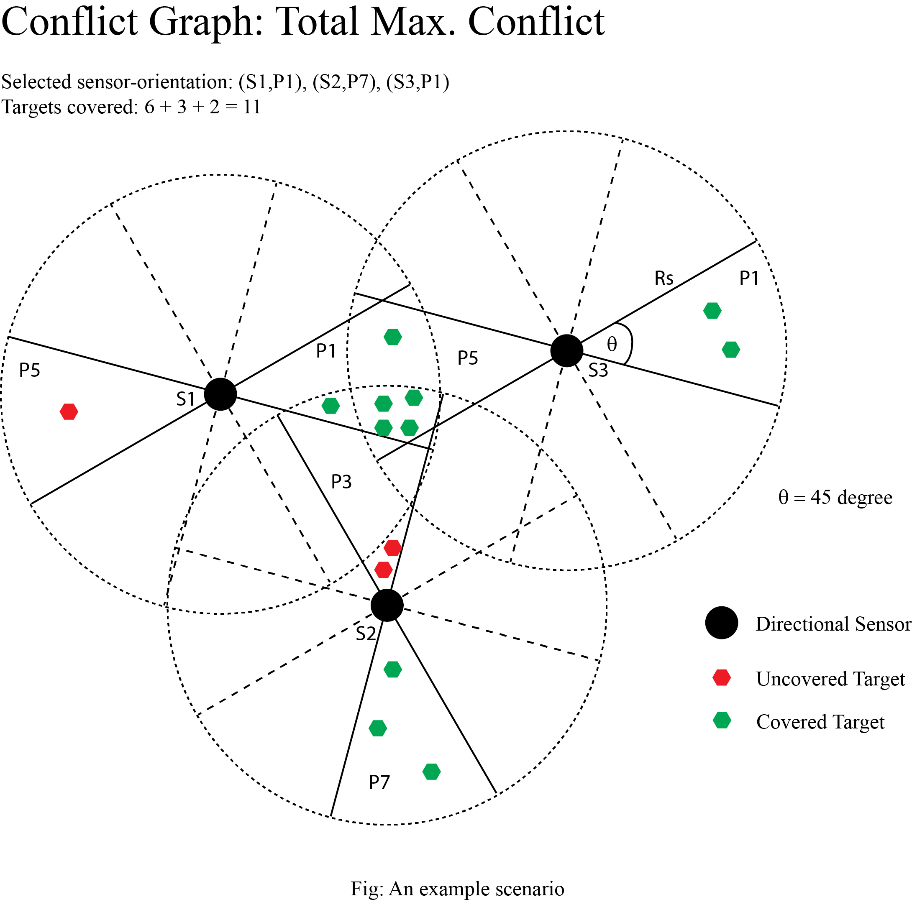 Conflict Graph: Total Max. Conflict
Selected sensor-orientation: (S1,P1), (S2,P7), (S3,P1)
Targets covered: 6 + 3 + 2 = 11
Rs
P1
P1
P5
θ
S3
P5
S1
P3
θ = 45 degree
S2
Directional Sensor
Uncovered Target
Covered Target
P7
Fig: An example scenario